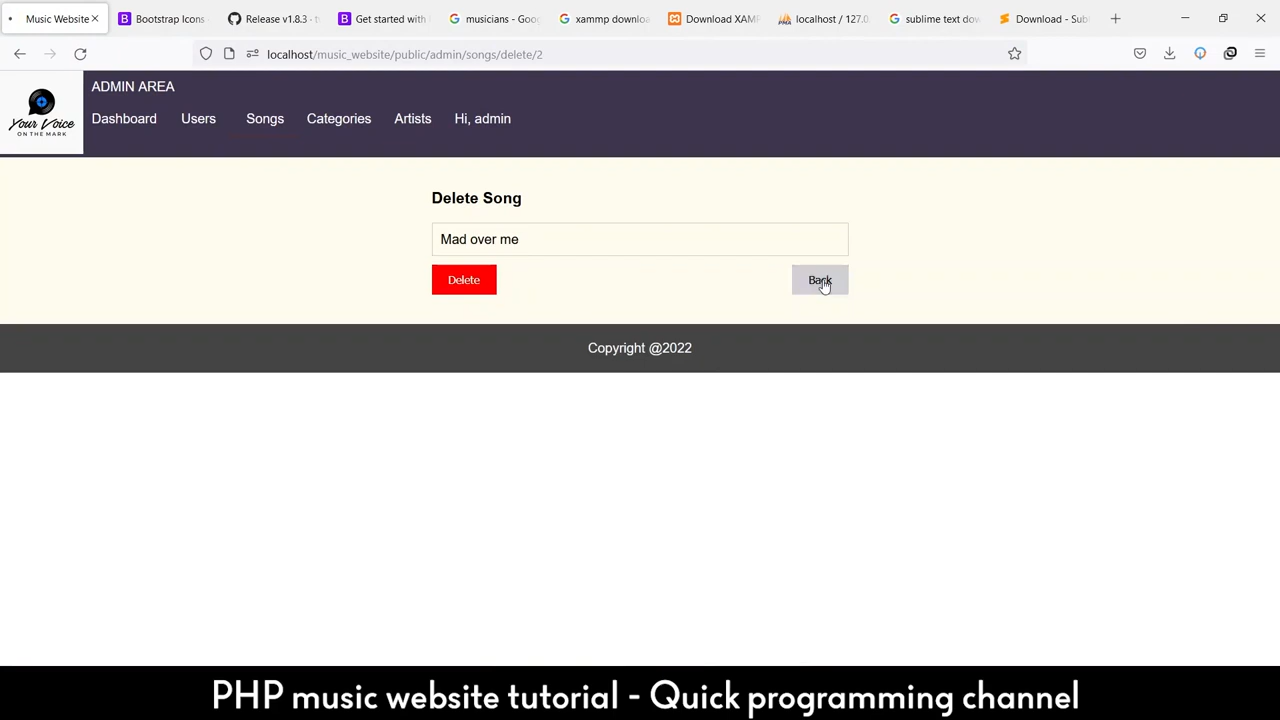 Music Website
Bootstrap Icons
Release v1.8.3 - t
Get started with
musicians - Goo
xammp downlo
Download XAM
localhost / 127.0
sublime text dow
Download - Sub
localhost/music_website/public/admin/songs/delete/2
Your Voice
ON THE MARK
ADMIN AREA
Dashboard Users Songs Categories Artists Hi, admin
Delete Song
Mad over me
Delete Back
Copyright @2022
PHP music website tutorial - Quick programming channel